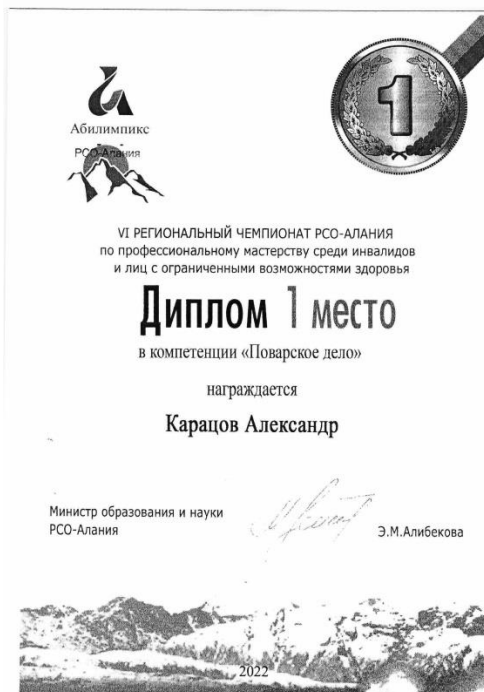 1
Абилимпикс
РСО-Алания
VI РЕГИОНАЛЬНЫЙ ЧЕМПИОНАТ РСО-АЛАНИЯ
по профессиональному мастерству среди инвалидов
и лиц с ограниченными возможностями здоровья
Диплом 1 место
в компетенции «Поварское дело»
награждается
Карацов Александр
Министр образования и науки
РСО-Алания
Э.М.Алибекова
2022